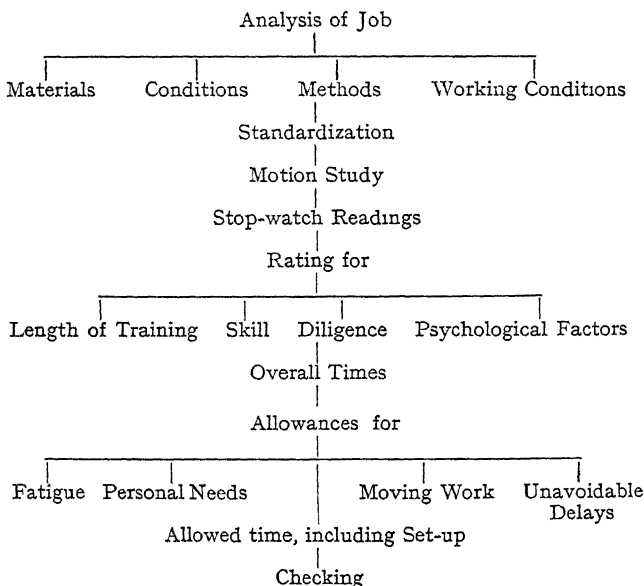 Analysis of Job
Materials Conditions Methods Working Conditions
Standardization
Motion Study
Stop-watch Readings
Rating for
Length of Training Skill Diligence Psychological Factors
Overall Times
Allowances for
Fatigue Personal Needs Moving Work Unavoidable
Delays
Allowed time, including Set-up
Checking